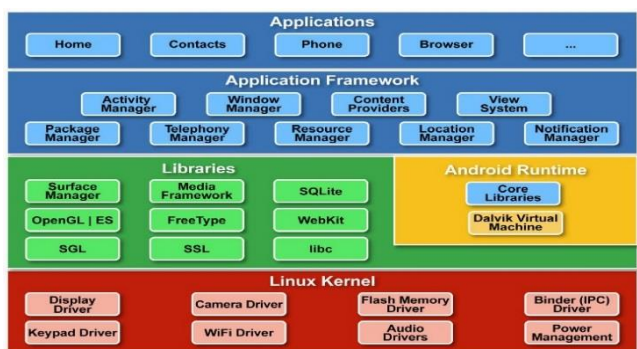 Applications
Home Contacts Phone Browser ...
Application Framework
Activity Manager Window Manager Content Providers View System
Package Manager Telephony Manager Resource Manager Location Manager Notification Manager
Libraries
Surface Manager Media Framework SQLite
OpenGL | ES FreeType WebKit
SGL SSL libc
Android Runtime
Core Libraries
Dalvik Virtual Machine
Linux Kernel
Display Driver Camera Driver Flash Memory Driver Binder (IPC) Driver
Keypad Driver WiFi Driver Audio Drivers Power Management